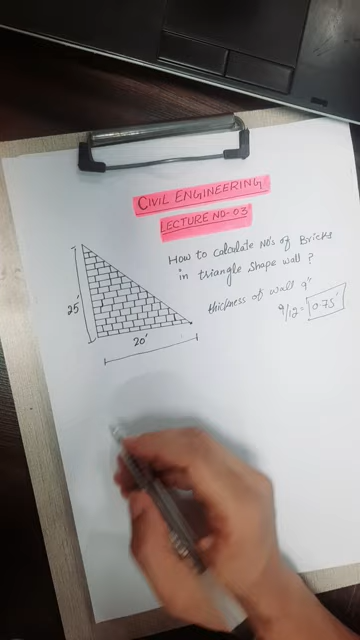 CIVIL ENGINEERING
LECTURE NO-03
How to calculate No's of Bricks
in triangle shape wall ?
thickness of wall 9"
9/12 = 0.75'
25'
20'